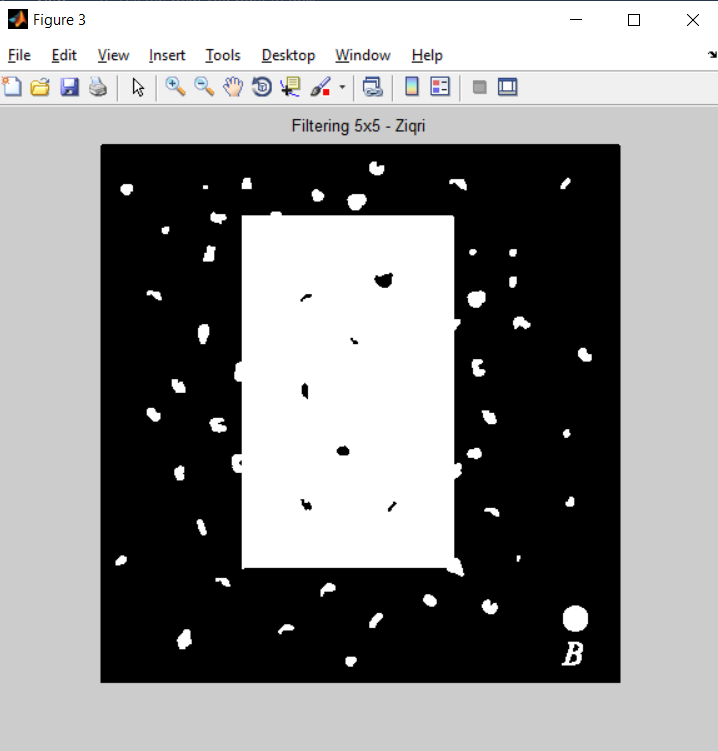 Figure 3
File Edit View Insert Tools Desktop Window Help
Filtering 5x5 - Ziqri
B